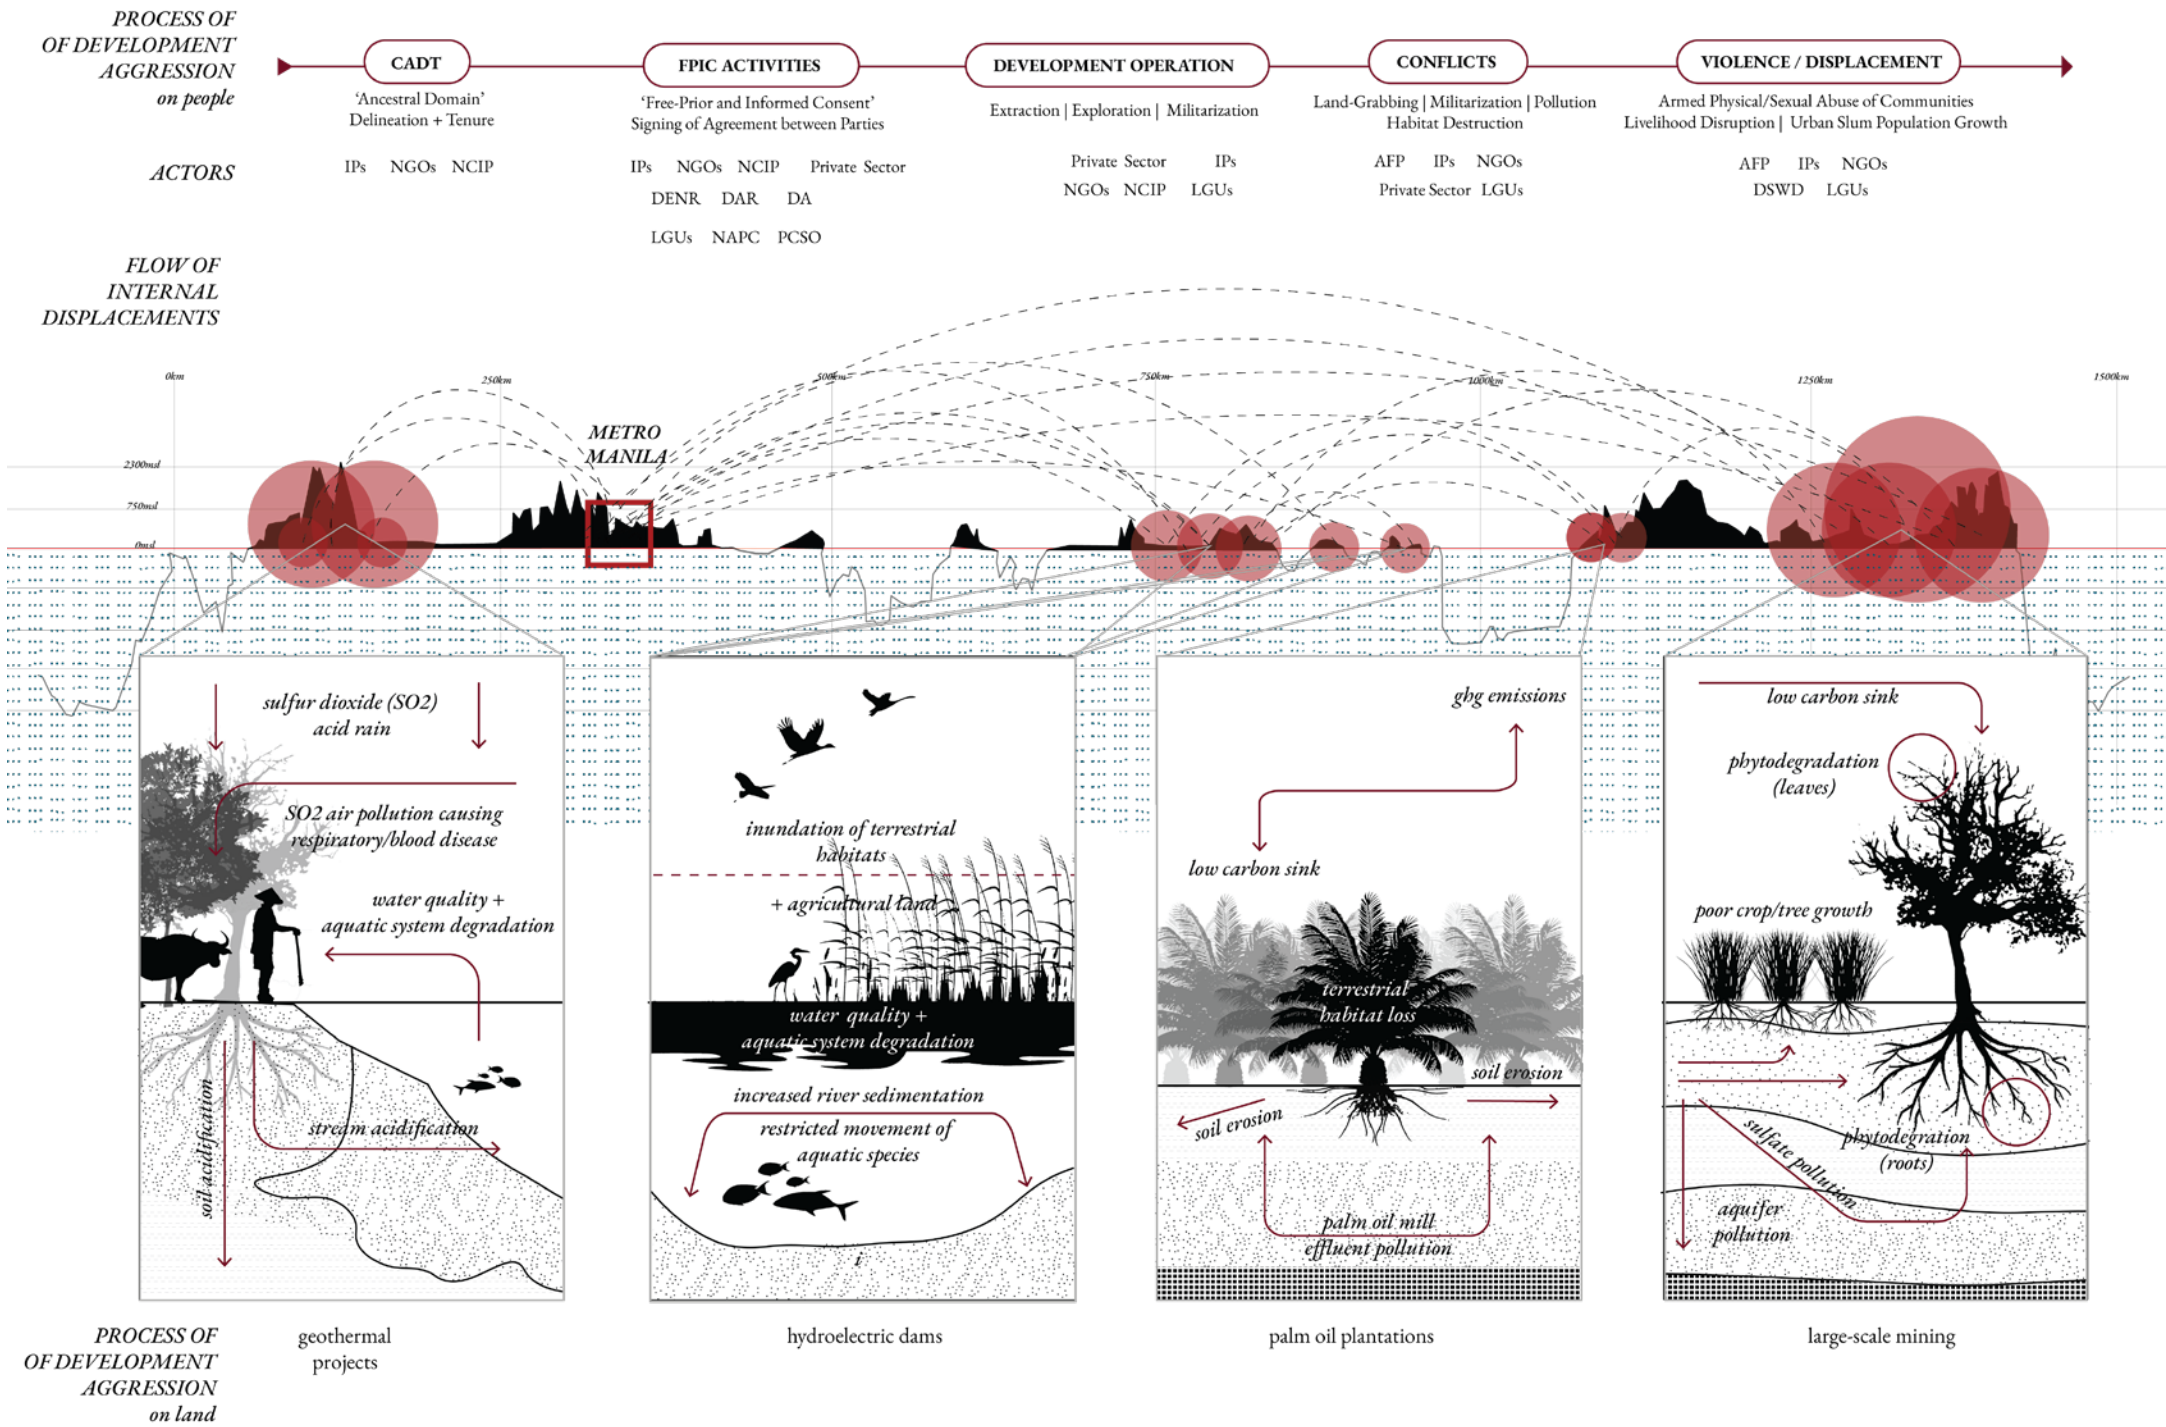 PROCESS OF
OF DEVELOPMENT
AGGRESSION
on people
CADT
FPIC ACTIVITIES
DEVELOPMENT OPERATION
CONFLICTS
VIOLENCE / DISPLACEMENT
‘Ancestral Domain’
Delineation + Tenure
‘Free-Prior and Informed Consent’
Signing of Agreement between Parties
Extraction | Exploration | Militarization
Land-Grabbing | Militarization | Pollution
Habitat Destruction
Armed Physical/Sexual Abuse of Communities
Livelihood Disruption | Urban Slum Population Growth
ACTORS
IPs NGOs NCIP
IPs NGOs NCIP Private Sector
DENR DAR DA
LGUs NAPC PCSO
Private Sector IPs
NGOs NCIP LGUs
AFP IPs NGOs
Private Sector LGUs
AFP IPs NGOs
DSWD LGUs
FLOW OF
INTERNAL
DISPLACEMENTS
0km
250km
500km
750km
1000km
1250km
1500km
METRO
MANILA
2300msl
750msl
0msl
sulfur dioxide (SO2)
acid rain
SO2 air pollution causing
respiratory/blood disease
water quality +
aquatic system degradation
soil acidification
stream acidification
inundation of terrestrial
habitats
+ agricultural land
water quality +
aquatic system degradation
increased river sedimentation
restricted movement of
aquatic species
i
ghg emissions
low carbon sink
terrestrial
habitat loss
soil erosion
soil erosion
palm oil mill
effluent pollution
low carbon sink
phytodegradation
(leaves)
poor crop/tree growth
sulfate pollution
phytodegration
(roots)
aquifer
pollution
PROCESS OF
OF DEVELOPMENT
AGGRESSION
on land
geothermal
projects
hydroelectric dams
palm oil plantations
large-scale mining